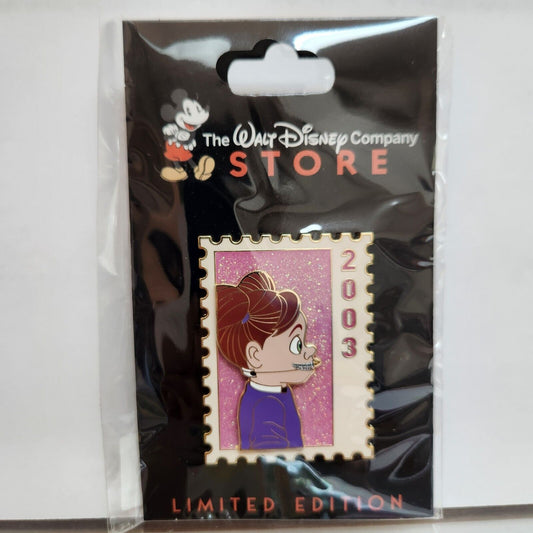 The WALT DISNEY Company
STORE
2003
LIMITED EDITION